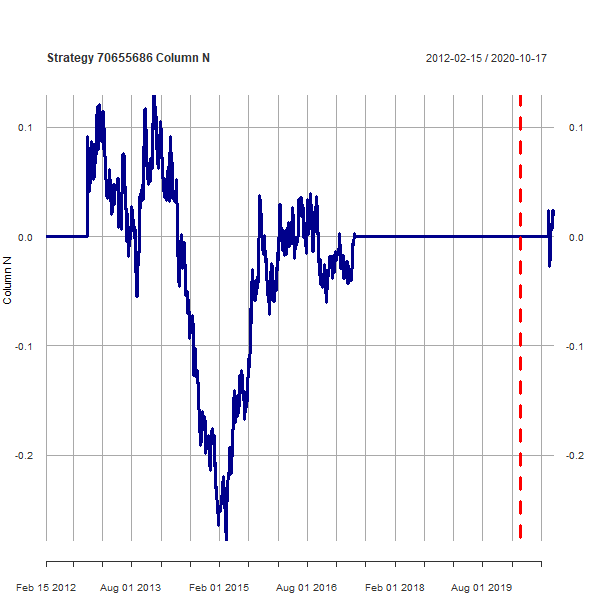 Strategy 70655686 Column N
2012-02-15 / 2020-10-17
0.1
0.1
0.0
0.0
-0.1
-0.1
-0.2
-0.2
Column N
Feb 15 2012
Aug 01 2013
Feb 01 2015
Aug 01 2016
Feb 01 2018
Aug 01 2019